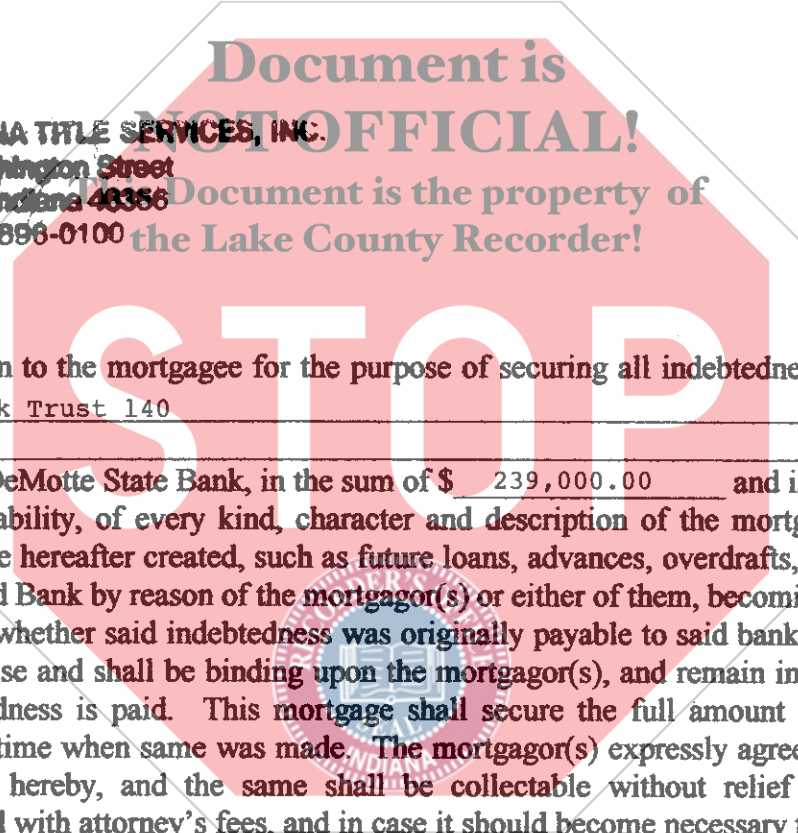 Document is
NOT OFFICIAL!
This Document is the property of
the Lake County Recorder!
NA TITLE SERVICES, INC.
hington Street
ndiana 46356
896-0100
STOP
n to the mortgagee for the purpose of securing all indebtedne
k Trust 140
eMotte State Bank, in the sum of $ 239,000.00 and i
ability, of every kind, character and description of the mortg
e hereafter created, such as future loans, advances, overdrafts,
d Bank by reason of the mortgagor(s) or either of them, becomi
whether said indebtedness was originally payable to said bank
se and shall be binding upon the mortgagor(s), and remain in
dness is paid. This mortgage shall secure the full amount
time when same was made. The mortgagor(s) expressly agree
hereby, and the same shall be collectable without relief
d with attorney's fees, and in case it should become necessary t
RECORDER'S
INDIANA